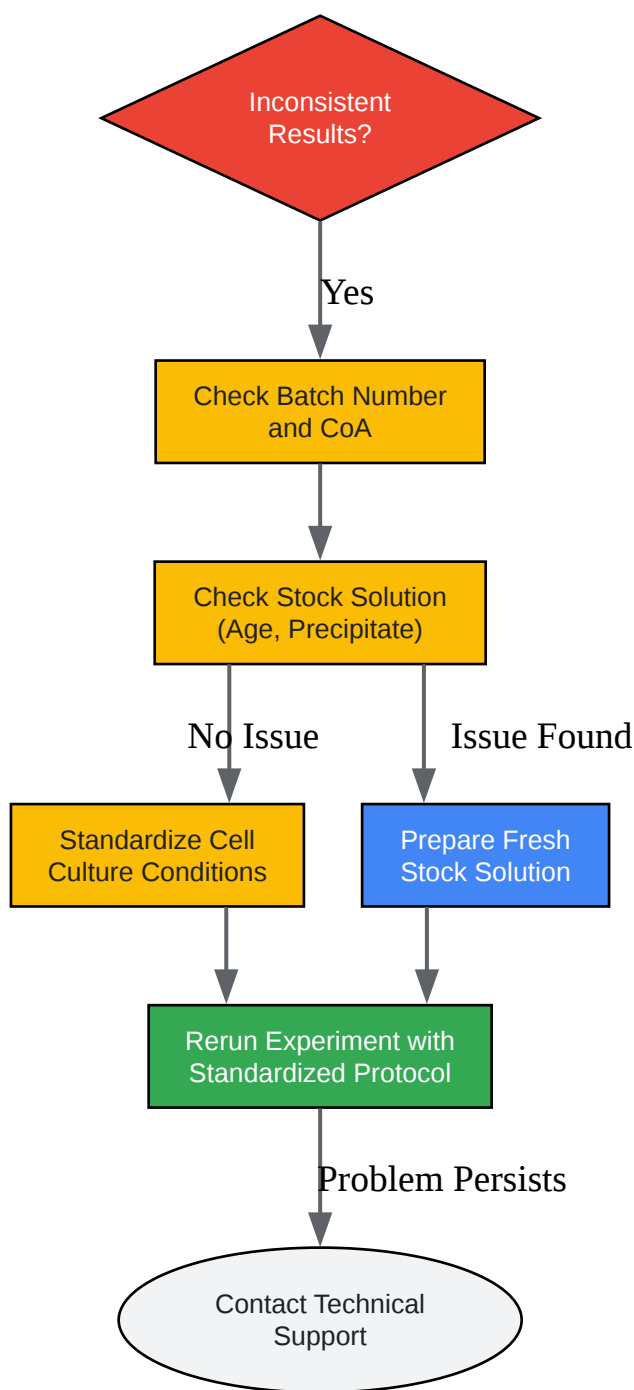 Inconsistent
Results?
Yes
Check Batch Number
and CoA
Check Stock Solution
(Age, Precipitate)
No Issue
Issue Found
Standardize Cell
Culture Conditions
Prepare Fresh
Stock Solution
Rerun Experiment with
Standardized Protocol
Problem Persists
Contact Technical
Support